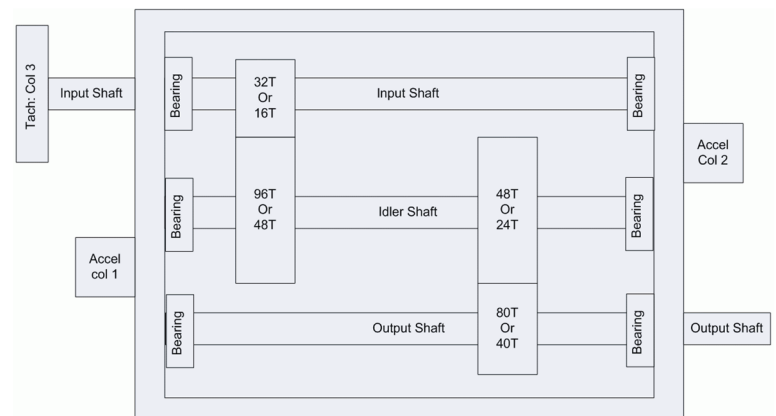 Tach: Col 3
Input Shaft
Bearing
32T
Or
16T
Input Shaft
Bearing
Accel
Col 2
Bearing
96T
Or
48T
Idler Shaft
48T
Or
24T
Bearing
Accel
col 1
Bearing
Output Shaft
80T
Or
40T
Bearing
Output Shaft